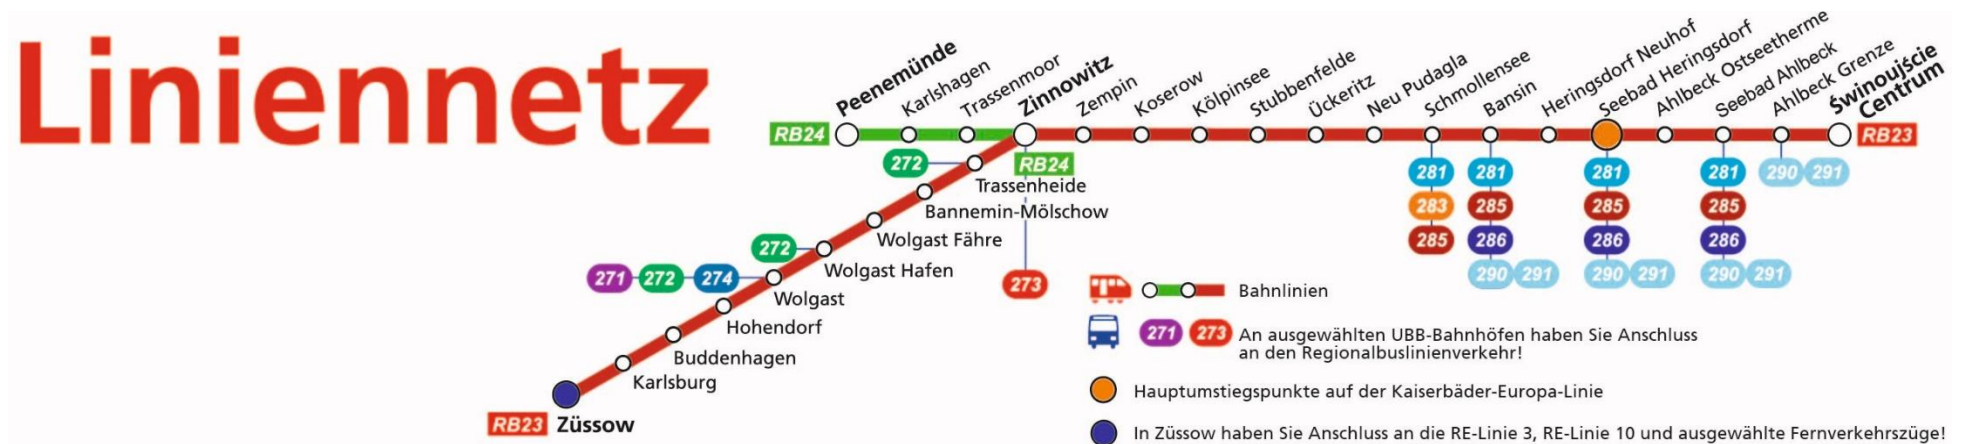 Liniennetz
RB24
Peenemünde
Karlshagen
Trassenmoor
Zinnowitz
Zempin
Koserow
Kölpinsee
Stubbenfelde
Ückeritz
Neu Pudagla
Schmollensee
Bansin
Heringsdorf Neuhof
Seebad Heringsdorf
Ahlbeck Ostseetherme
Seebad Ahlbeck
Ahlbeck Grenze
Świnoujście
Centrum
RB23
272
RB24
281
281
281
281
290 291
Trassenheide
283
285
285
285
Bannemin-Mölschow
285
286
286
286
Wolgast Fähre
272
Wolgast Hafen
290 291
290 291
290 291
271 272 274
273
Wolgast
Bahnlinien
Hohendorf
271 273 An ausgewählten UBB-Bahnhöfen haben Sie Anschluss
an den Regionalbuslinienverkehr!
Buddenhagen
Karlsburg
Hauptumstiegspunkte auf der Kaiserbäder-Europa-Linie
RB23 Züssow
In Züssow haben Sie Anschluss an die RE-Linie 3, RE-Linie 10 und ausgewählte Fernverkehrszüge!